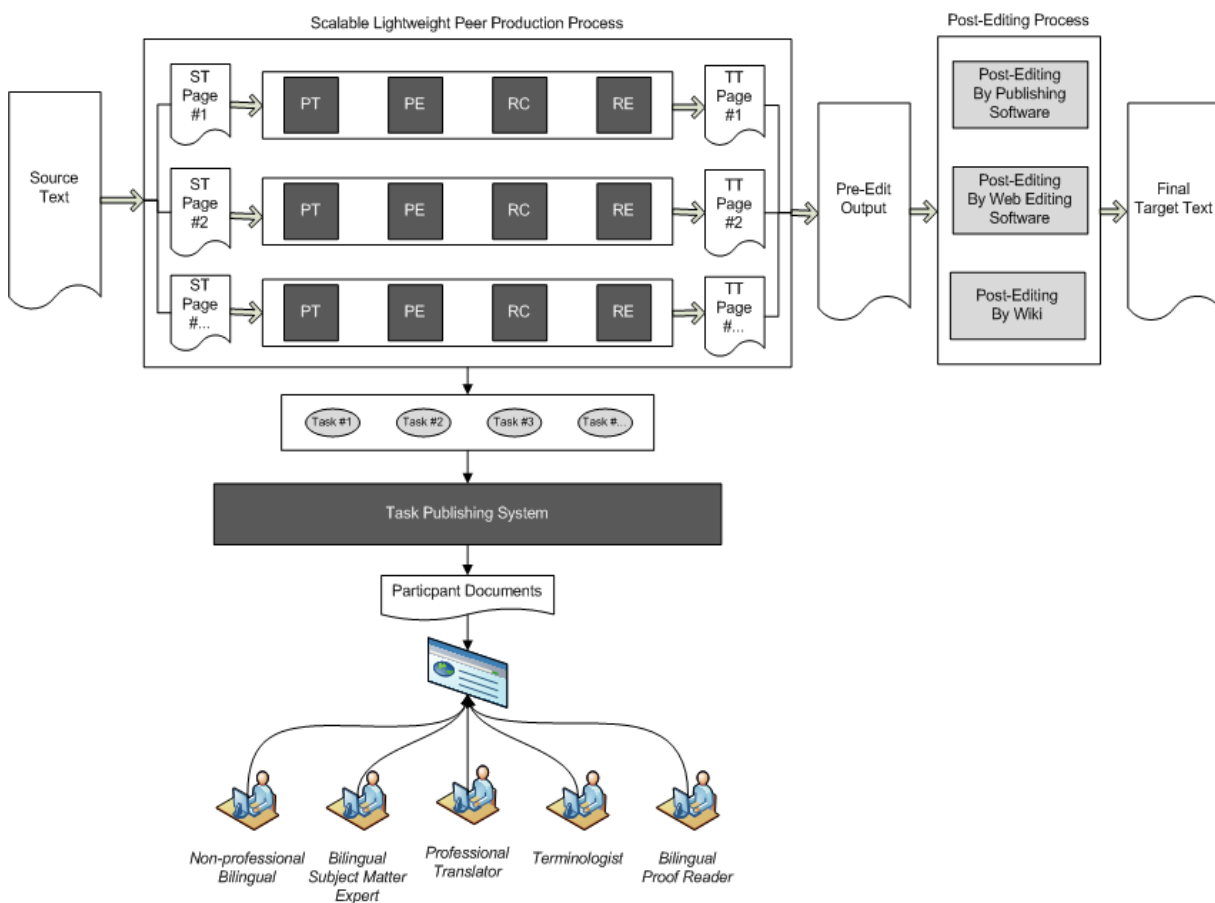 Scalable Lightweight Peer Production Process
Post-Editing Process
Source
Text
ST
Page
#1
PT
PE
RC
RE
TT
Page
#1
ST
Page
#2
PT
PE
RC
RE
TT
Page
#2
ST
Page
#...
PT
PE
RC
RE
TT
Page
#...
Pre-Edit
Output
Post-Editing
By Publishing
Software
Post-Editing
By Web Editing
Software
Post-Editing
By Wiki
Final
Target Text
Task #1
Task #2
Task #3
Task #...
Task Publishing System
Particpant Documents
Non-professional
Bilingual
Bilingual
Subject Matter
Expert
Professional
Translator
Terminologist
Bilingual
Proof Reader